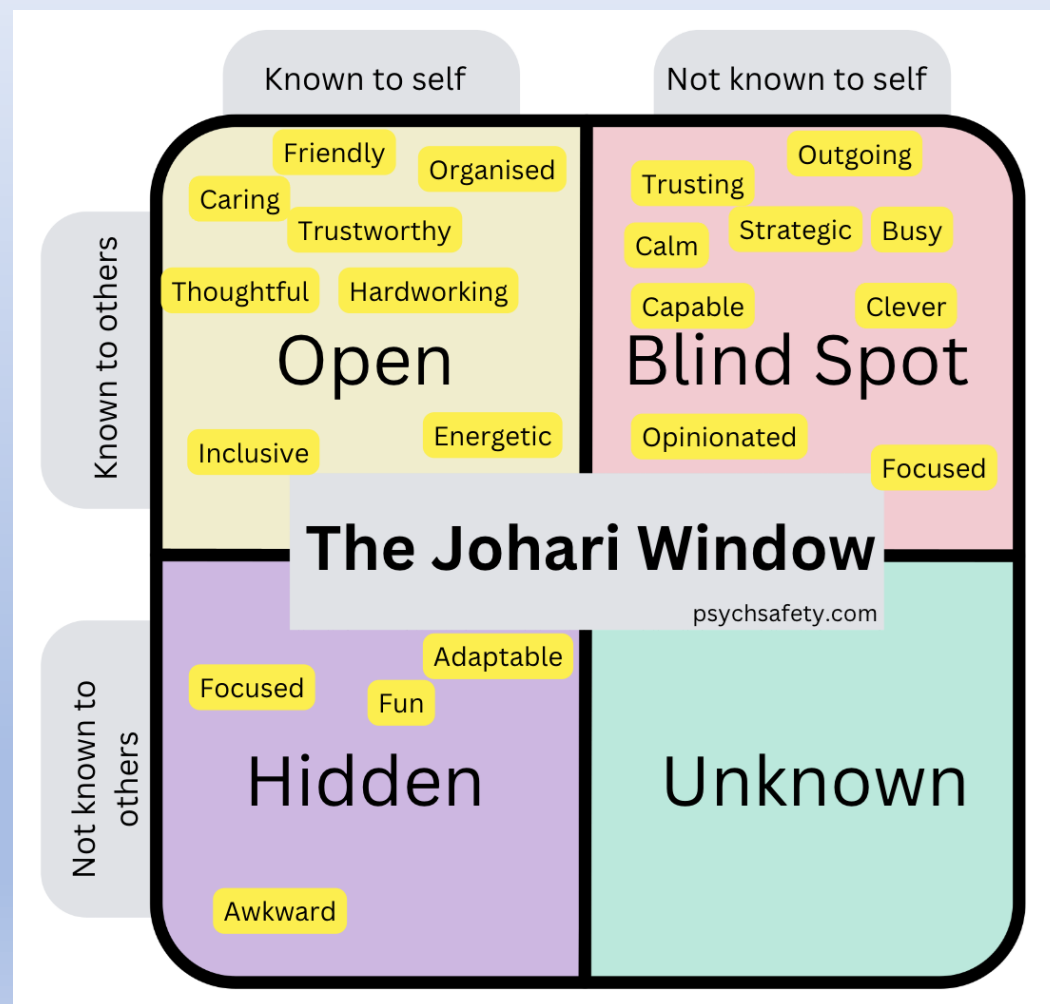 Known to self
Not known to self
Known to others
Friendly
Organised
Caring
Trustworthy
Thoughtful
Hardworking
Open
Inclusive
Energetic
Outgoing
Trusting
Strategic
Busy
Calm
Capable
Clever
Blind Spot
Opinionated
Focused
The Johari Window
psychsafety.com
Not known to
others
Adaptable
Focused
Fun
Hidden
Awkward
Unknown